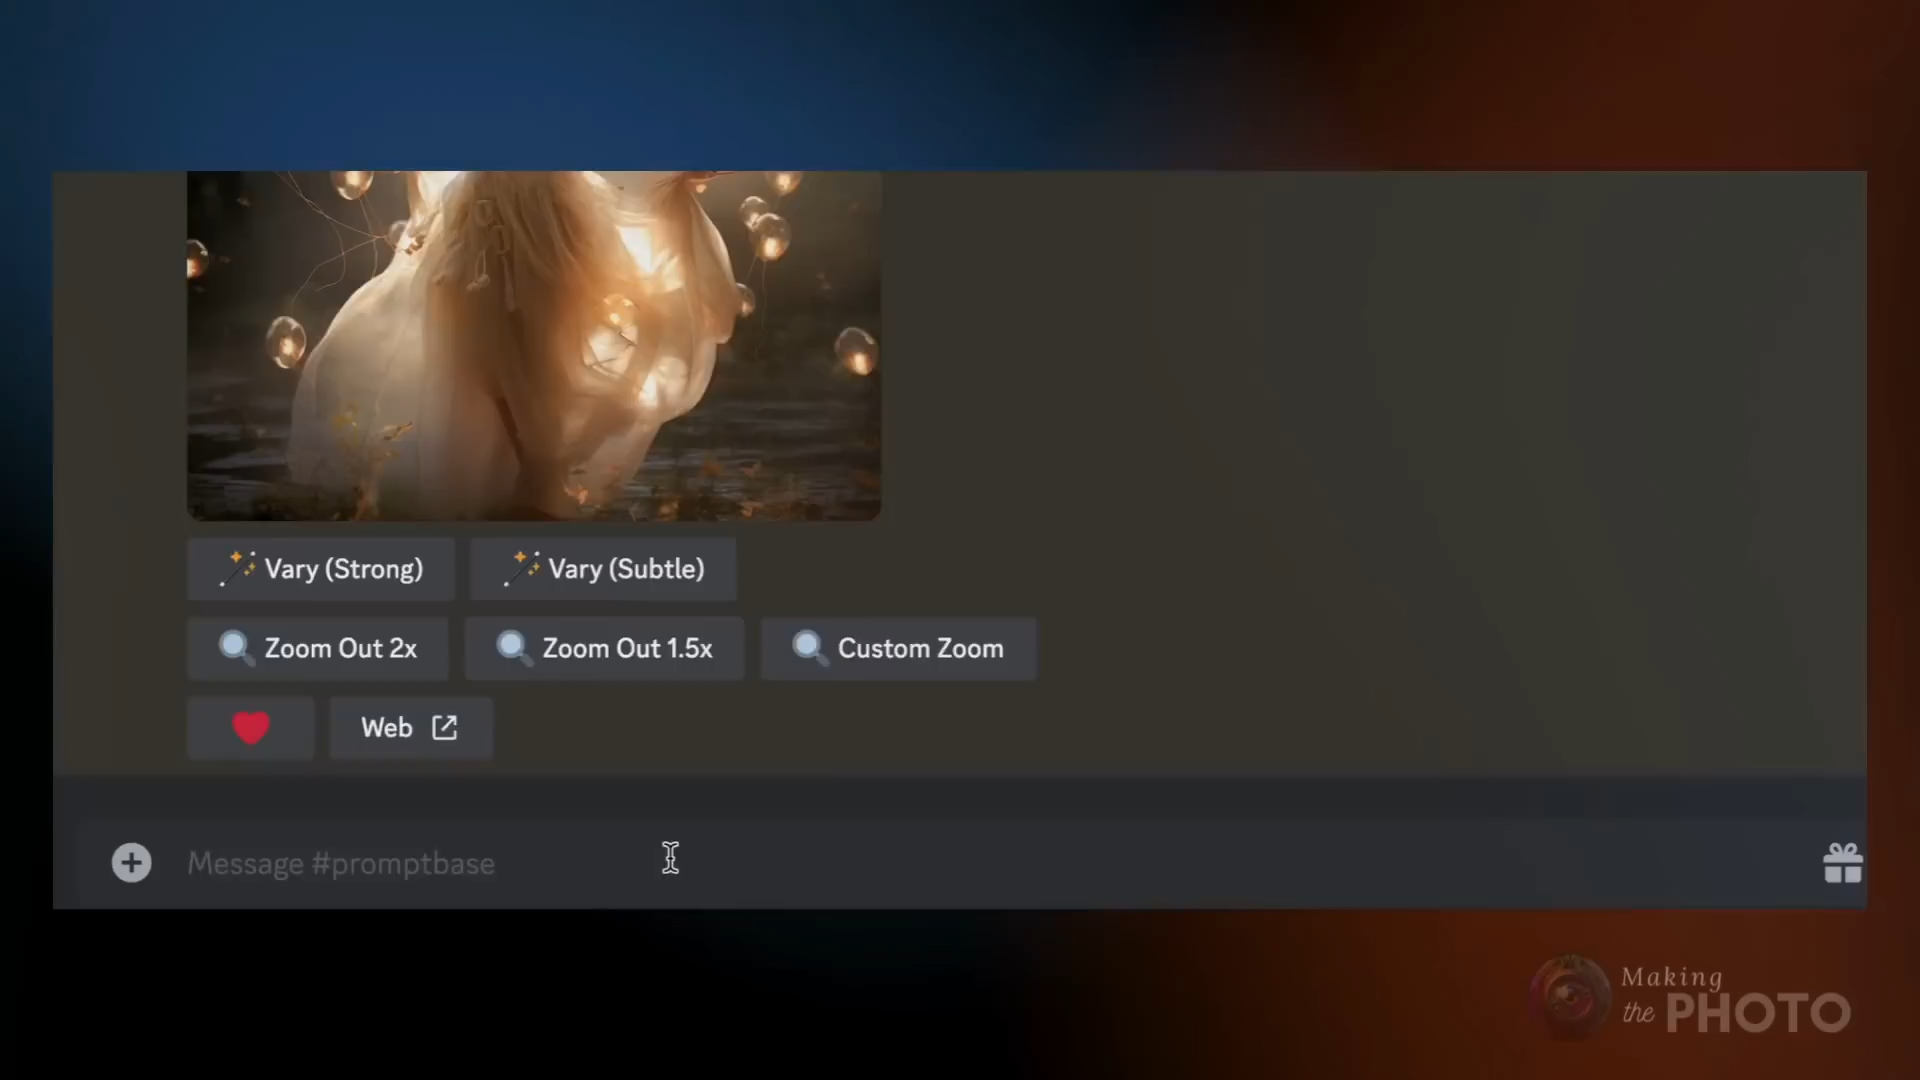 Vary (Strong)
Vary (Subtle)
Zoom Out 2x
Zoom Out 1.5x
Custom Zoom
Web
Message #promptbase
Making
the PHOTO